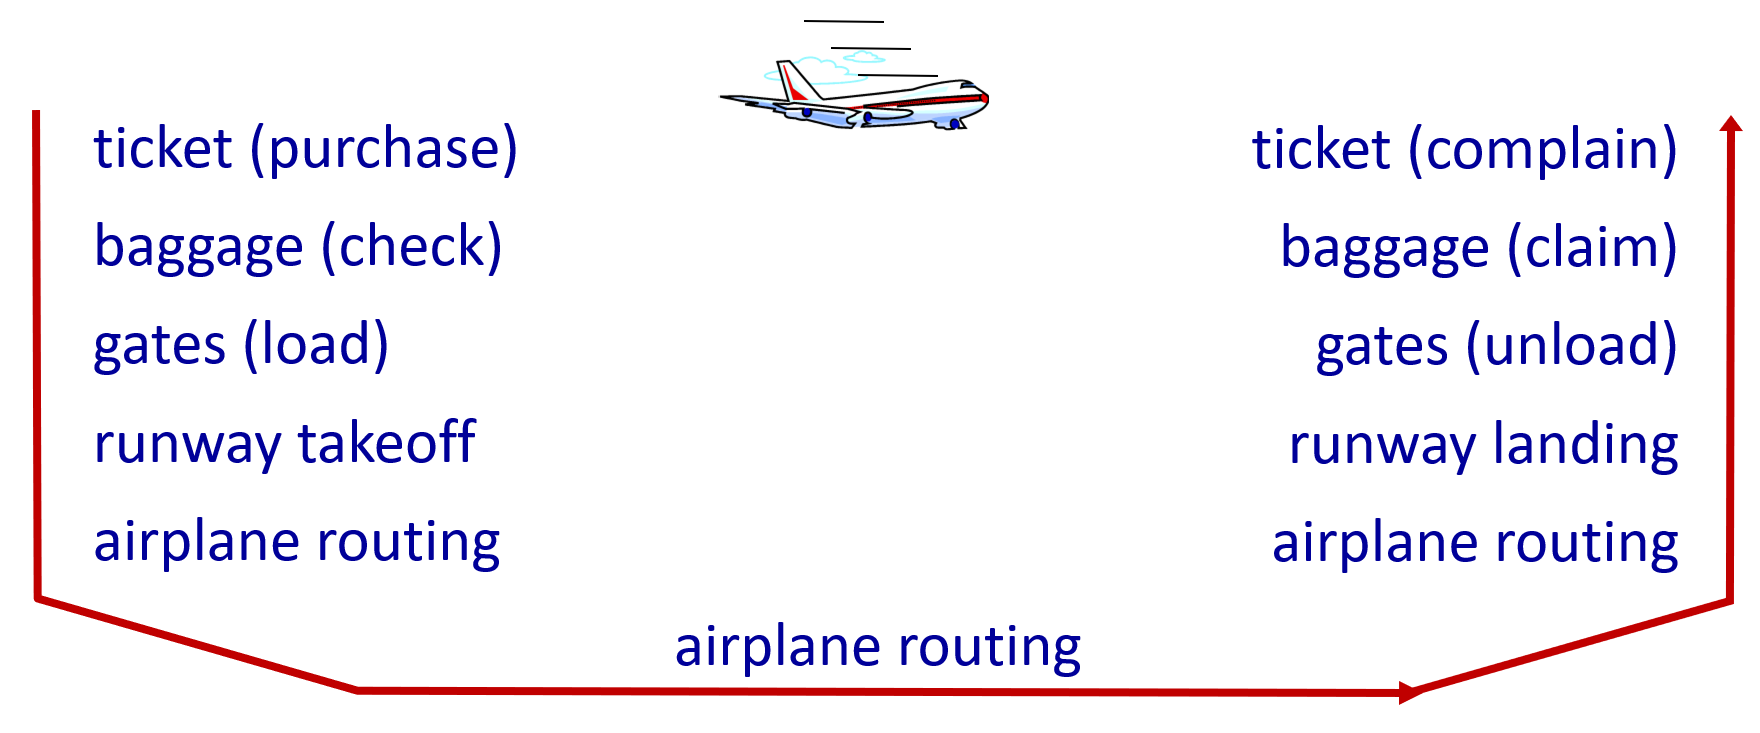 ticket (purchase)
baggage (check)
gates (load)
runway takeoff
airplane routing
airplane routing
ticket (complain)
baggage (claim)
gates (unload)
runway landing
airplane routing